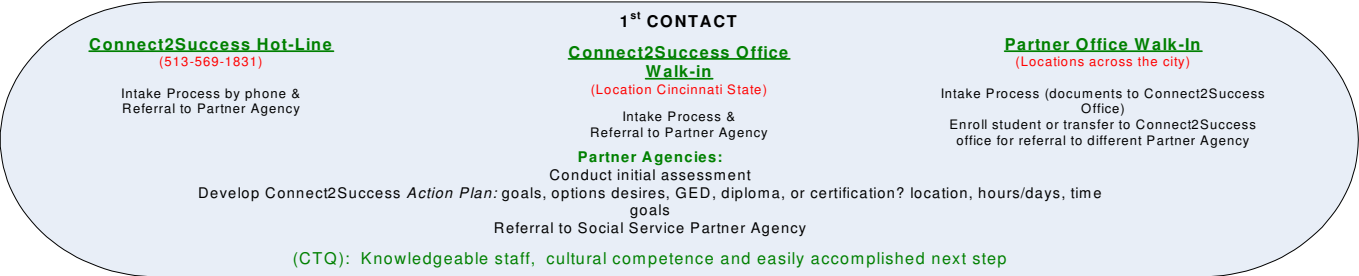 1st CONTACT
Connect2Success Hot-Line
(513-569-1831)
Intake Process by phone &
Referral to Partner Agency
Connect2Success Office
Walk-in
(Location Cincinnati State)
Intake Process &
Referral to Partner Agency
Partner Office Walk-In
(Locations across the city)
Intake Process (documents to Connect2Success
Office)
Enroll student or transfer to Connect2Success
office for referral to different Partner Agency
Partner Agencies:
Conduct initial assessment
Develop Connect2Success Action Plan: goals, options desires, GED, diploma, or certification? location, hours/days, time
goals
Referral to Social Service Partner Agency
(CTQ): Knowledgeable staff, cultural competence and easily accomplished next step